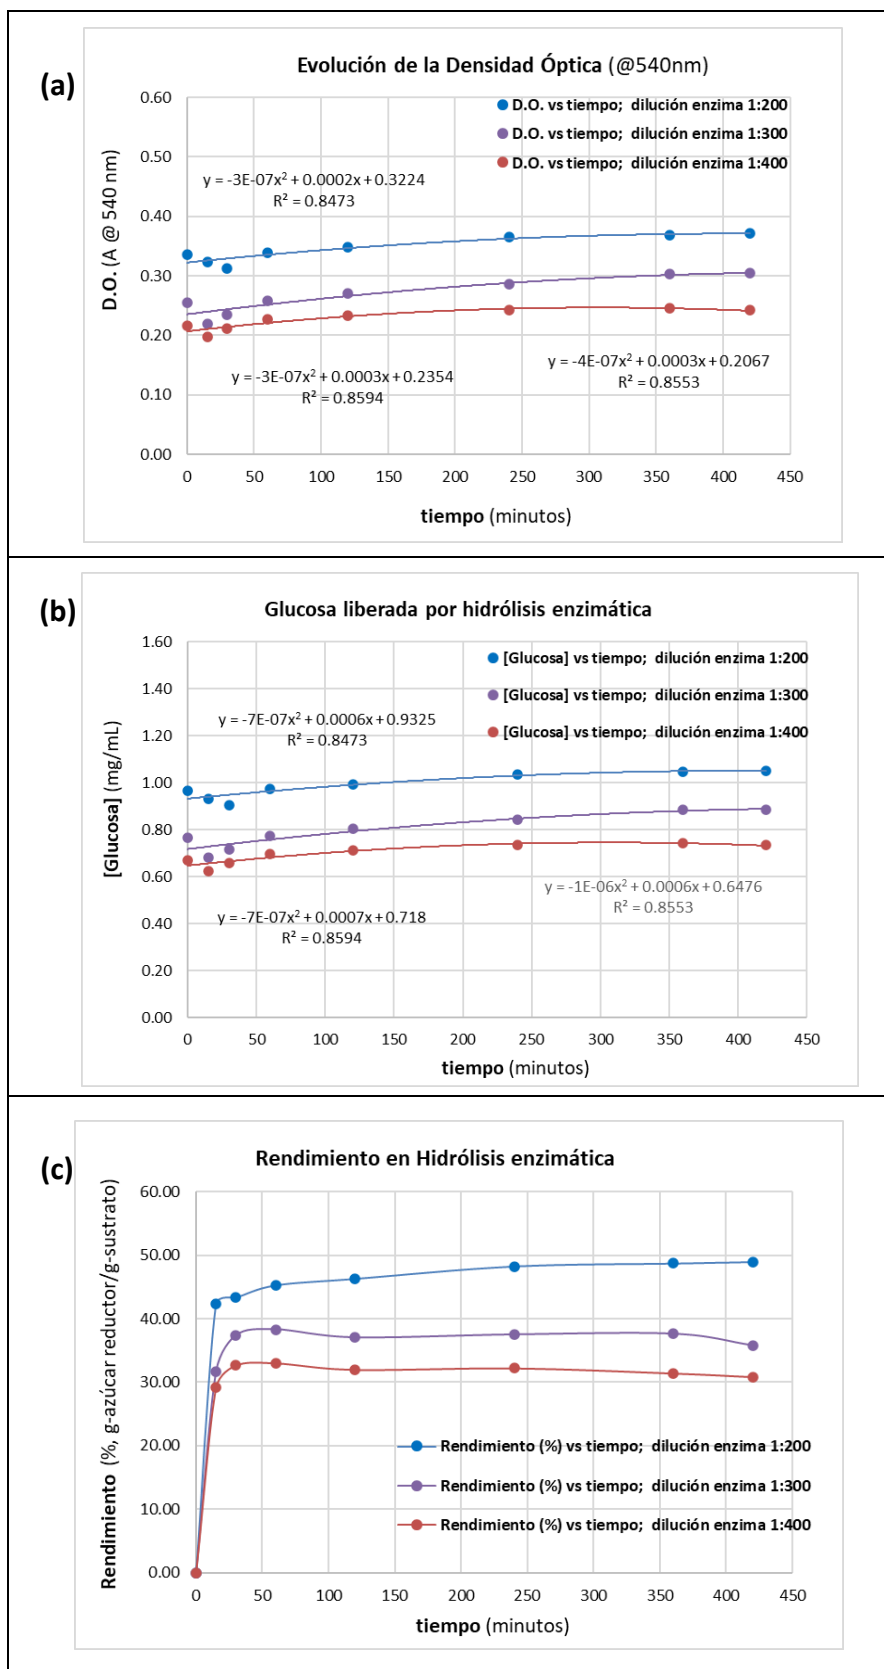 (a)
Evolución de la Densidad Óptica (@540nm)
D.O. vs tiempo; dilución enzima 1:200
D.O. vs tiempo; dilución enzima 1:300
D.O. vs tiempo; dilución enzima 1:400
y = -3E-07x² + 0.0002x + 0.3224
R² = 0.8473
y = -3E-07x² + 0.0003x + 0.2354
R² = 0.8594
y = -4E-07x² + 0.0003x + 0.2067
R² = 0.8553
D.O. (A @ 540 nm)
0.60
0.50
0.40
0.30
0.20
0.10
0.00
0 50 100 150 200 250 300 350 400 450
tiempo (minutos)
(b)
Glucosa liberada por hidrólisis enzimática
[Glucosa] vs tiempo; dilución enzima 1:200
[Glucosa] vs tiempo; dilución enzima 1:300
[Glucosa] vs tiempo; dilución enzima 1:400
y = -7E-07x² + 0.0006x + 0.9325
R² = 0.8473
y = -1E-06x² + 0.0006x + 0.6476
R² = 0.8553
y = -7E-07x² + 0.0007x + 0.718
R² = 0.8594
[Glucosa] (mg/mL)
1.60
1.40
1.20
1.00
0.80
0.60
0.40
0.20
0.00
0 50 100 150 200 250 300 350 400 450
tiempo (minutos)
(c)
Rendimiento en Hidrólisis enzimática
Rendimiento (%, g-azúcar reductor/g-sustrato)
60.00
50.00
40.00
30.00
20.00
10.00
0.00
Rendimiento (%) vs tiempo; dilución enzima 1:200
Rendimiento (%) vs tiempo; dilución enzima 1:300
Rendimiento (%) vs tiempo; dilución enzima 1:400
0 50 100 150 200 250 300 350 400 450
tiempo (minutos)